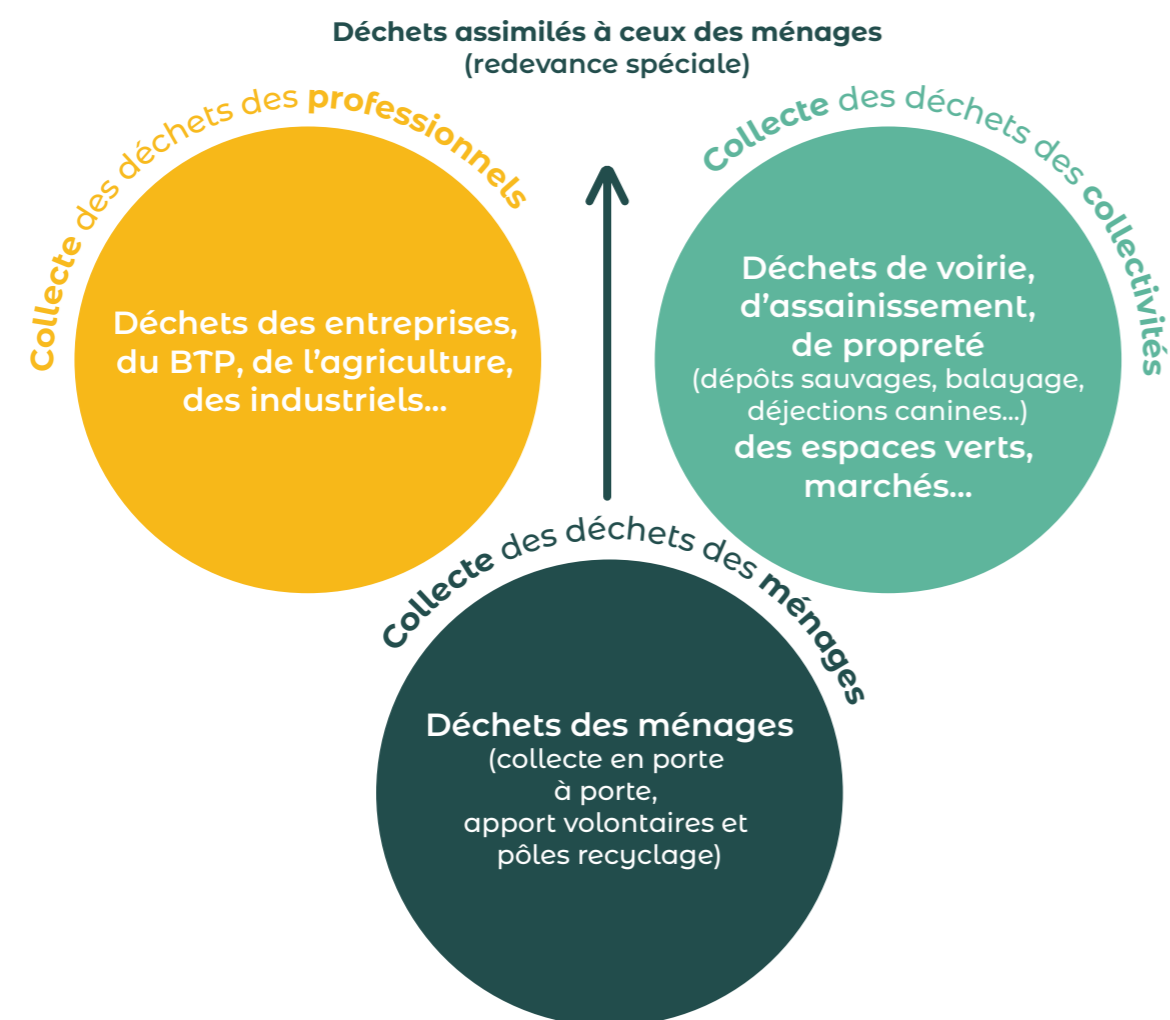 Déchets assimilés à ceux des ménages
(redevance spéciale)
Collecte des déchets des professionnels
Déchets des entreprises,
du BTP, de l’agriculture,
des industriels...
Collecte des déchets des collectivités
Déchets de voirie,
d’assainissement,
de propreté
(dépôts sauvages, balayage,
déjections canines...)
des espaces verts,
marchés...
Collecte des déchets des ménages
Déchets des ménages
(collecte en porte
à porte,
apport volontaires et
pôles recyclage)